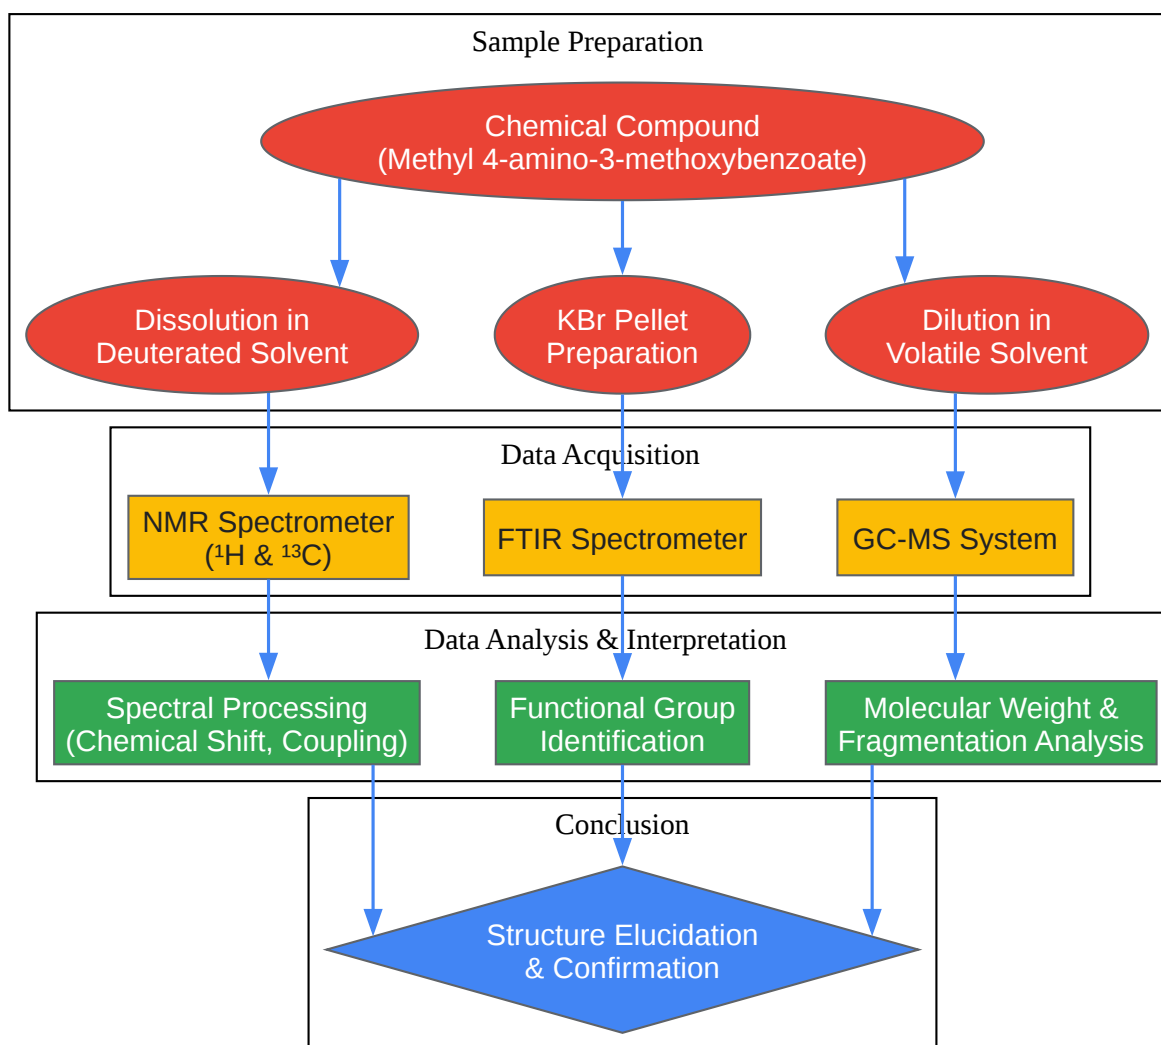 Sample Preparation
Chemical Compound
(Methyl 4-amino-3-methoxybenzoate)
Dissolution in
Deuterated Solvent
KBr Pellet
Preparation
Dilution in
Volatile Solvent
Data Acquisition
NMR Spectrometer
(¹H & ¹³C)
FTIR Spectrometer
GC-MS System
Data Analysis & Interpretation
Spectral Processing
(Chemical Shift, Coupling)
Functional Group
Identification
Molecular Weight &
Fragmentation Analysis
Conclusion
Structure Elucidation
& Confirmation